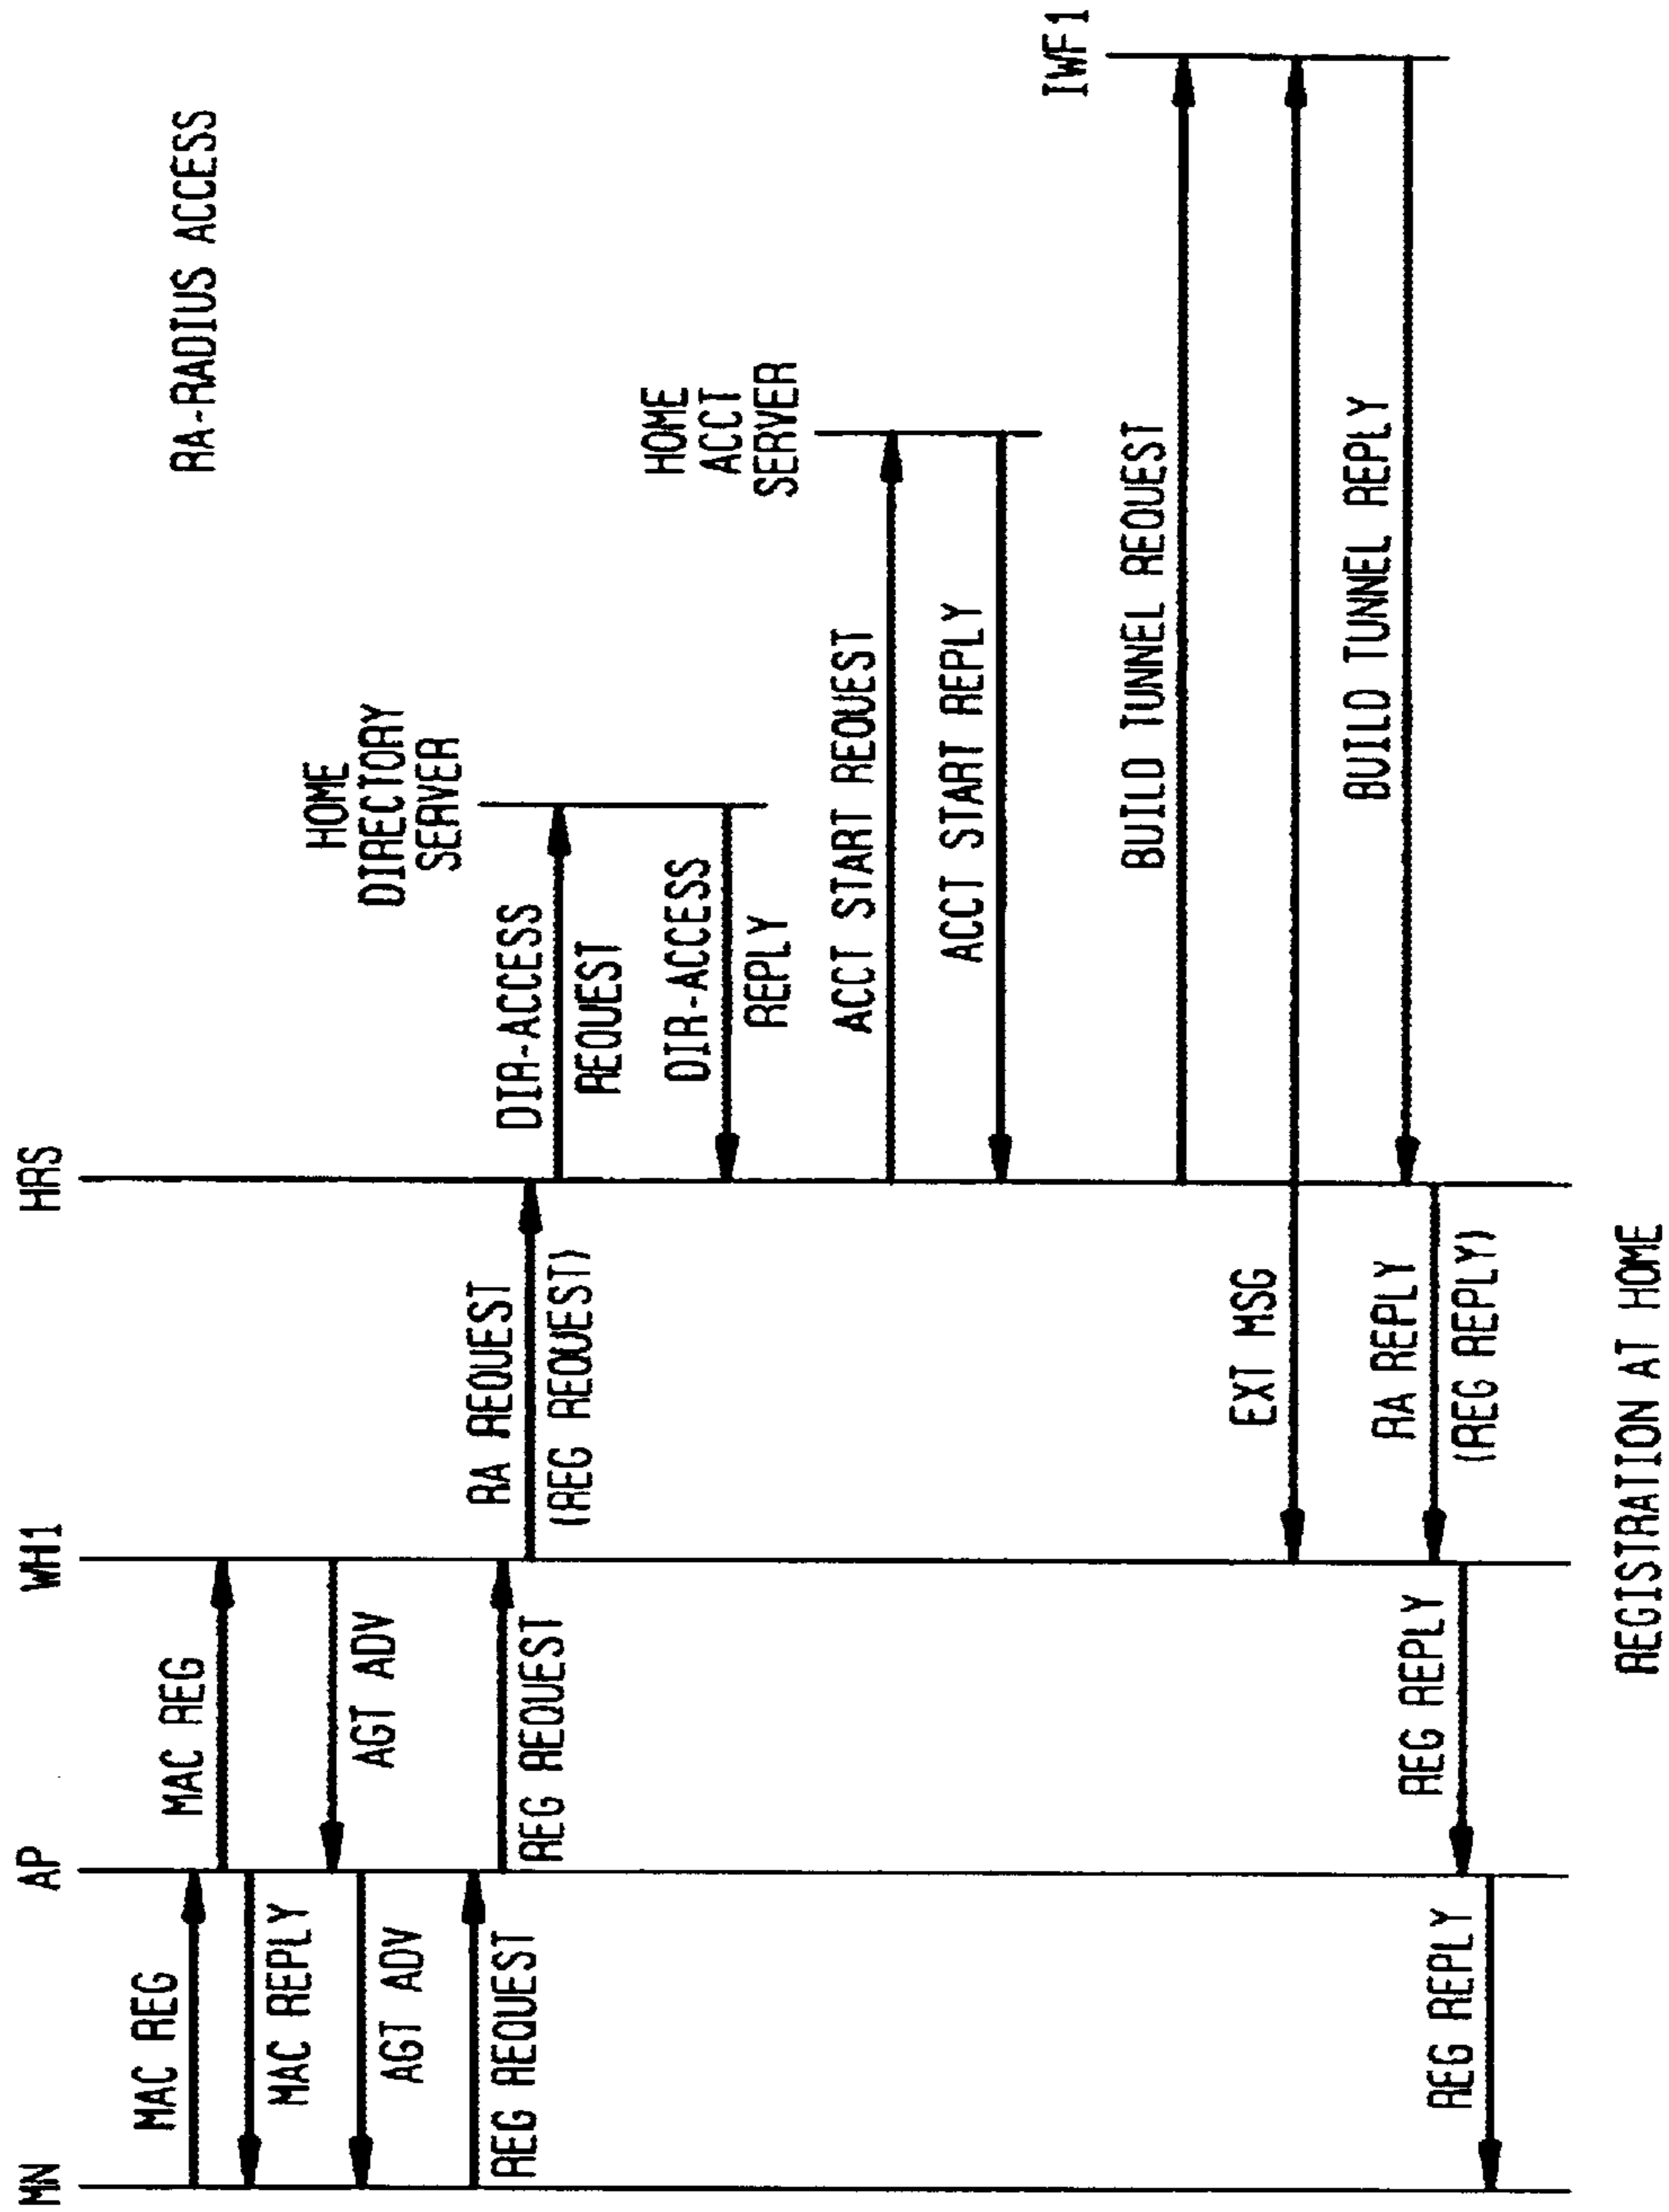 RA-RADIUS ACCESS
MN
AP
WH1
HRS
HOME
DIRECTORY
SERVER
HOME
ACCT
SERVER
IWF1
MAC REG
MAC REG
MAC REPLY
AGT ADV
AGT ADV
REG REQUEST
REG REQUEST
RA REQUEST
(REG REQUEST)
DIR-ACCESS
REQUEST
DIR-ACCESS
REPLY
ACCT START REQUEST
ACCT START REPLY
BUILD TUNNEL REQUEST
EXT MSG
BUILD TUNNEL REPLY
RA REPLY
(REG REPLY)
REG REPLY
REG REPLY
REGISTRATION AT HOME